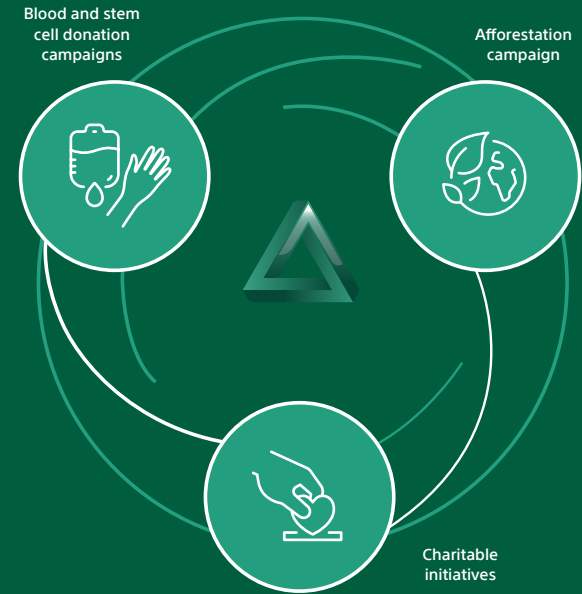 Blood and stem
cell donation
campaigns
Afforestation
campaign
Charitable
initiatives